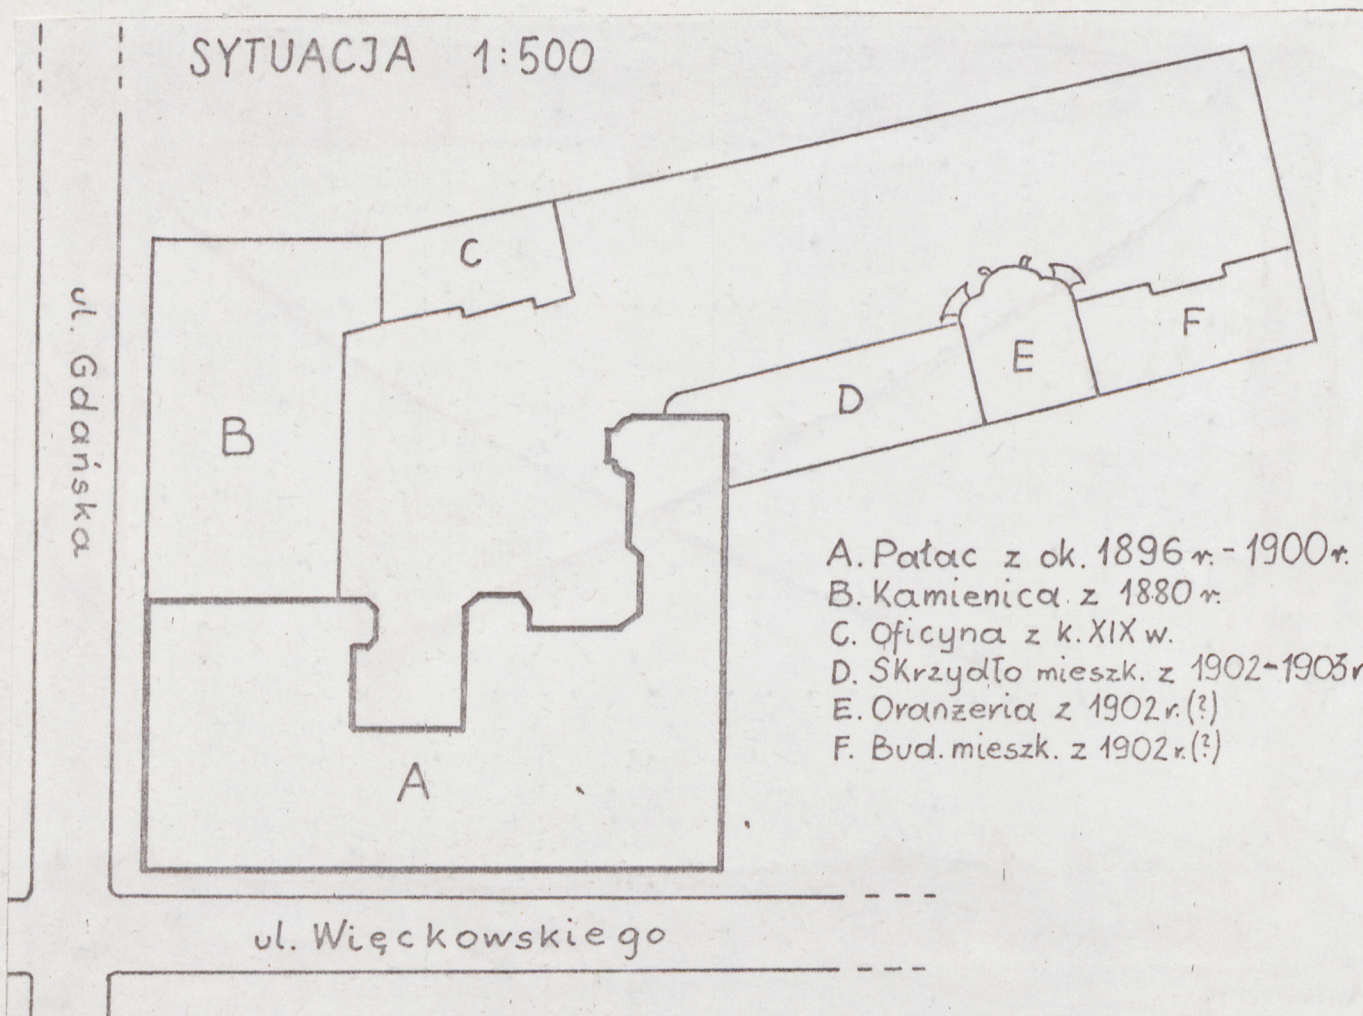 SYTUACJA 1:500
C
ul. Gdańska
B
D
E
F
A
A. Pałac z ok. 1896 r. - 1900 r.
B. Kamienica z 1880 r.
C. Oficyna z k. XIX w.
D. Skrzydło mieszk. z 1902-1903 r
E. Oranżeria z 1902 r. (?)
F. Bud. mieszk. z 1902 r. (?)
ul. Więckowskiego